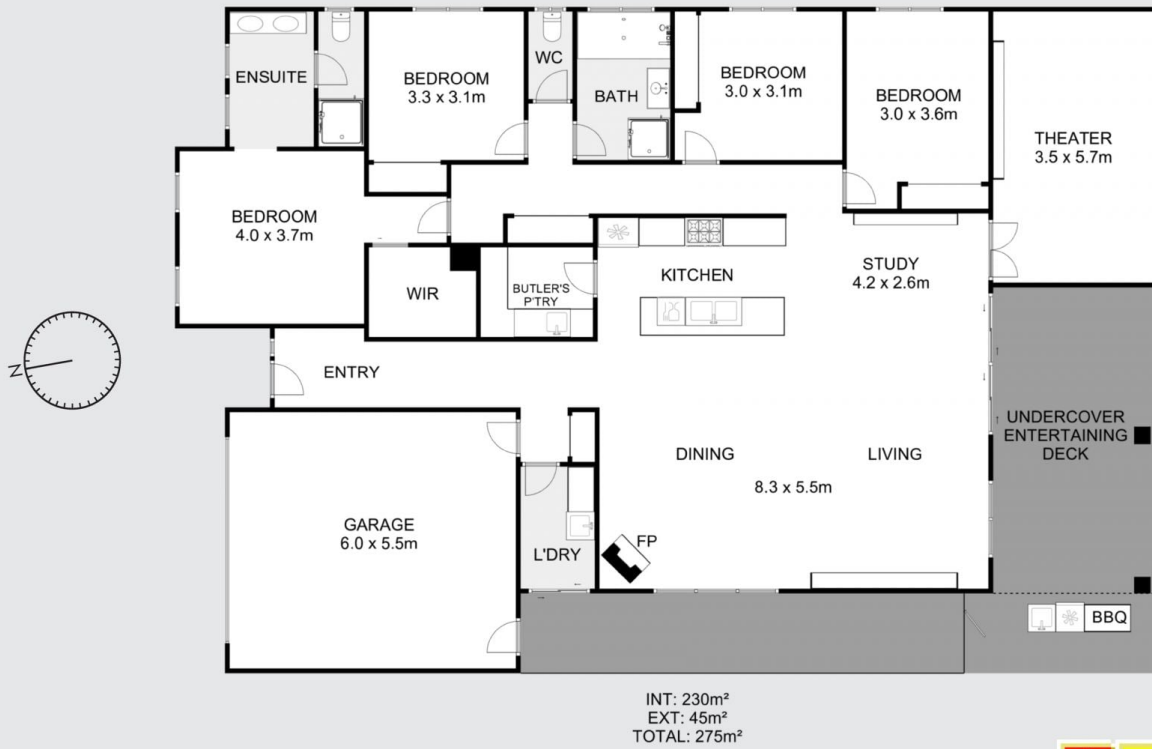 ENSUITE
BEDROOM
3.3 x 3.1m
WC
BATH
BEDROOM
3.0 x 3.1m
BEDROOM
3.0 x 3.6m
THEATER
3.5 x 5.7m
BEDROOM
4.0 x 3.7m
WIR
BUTLER'S
P'TRY
KITCHEN
STUDY
4.2 x 2.6m
N
ENTRY
UNDERCOVER
ENTERTAINING
DECK
DINING
LIVING
8.3 x 5.5m
GARAGE
6.0 x 5.5m
L'DRY
FP
BBQ
INT: 230m²
EXT: 45m²
TOTAL: 275m²